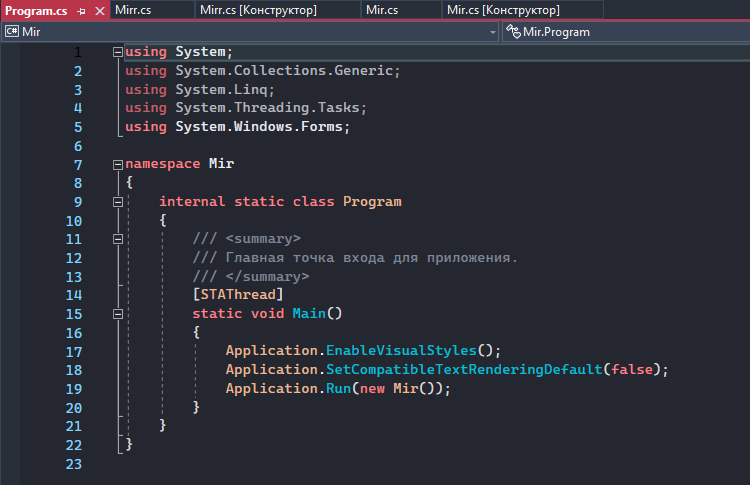 Program.cs Mirr.cs Mirr.cs [Конструктор] Mir.cs Mir.cs [Конструктор]
C# Mir Mir.Program
1 using System;
2 using System.Collections.Generic;
3 using System.Linq;
4 using System.Threading.Tasks;
5 using System.Windows.Forms;
6
7 namespace Mir
8 {
9 internal static class Program
10 {
11 /// <summary>
12 /// Главная точка входа для приложения.
13 /// </summary>
14 [STAThread]
15 static void Main()
16 {
17 Application.EnableVisualStyles();
18 Application.SetCompatibleTextRenderingDefault(false);
19 Application.Run(new Mir());
20 }
21 }
22 }
23